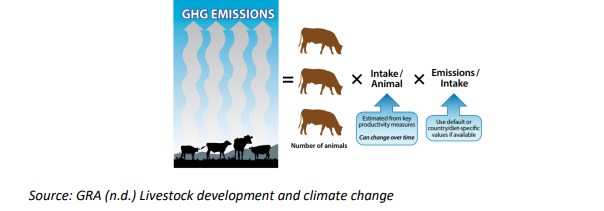 GHG EMISSIONS
=
×
Intake/
Animal
×
Emissions/
Intake
Estimated from key
productivity measures
Can change over time
Use default or
country/diet-specific
values if available
Number of animals
Source: GRA (n.d.) Livestock development and climate change